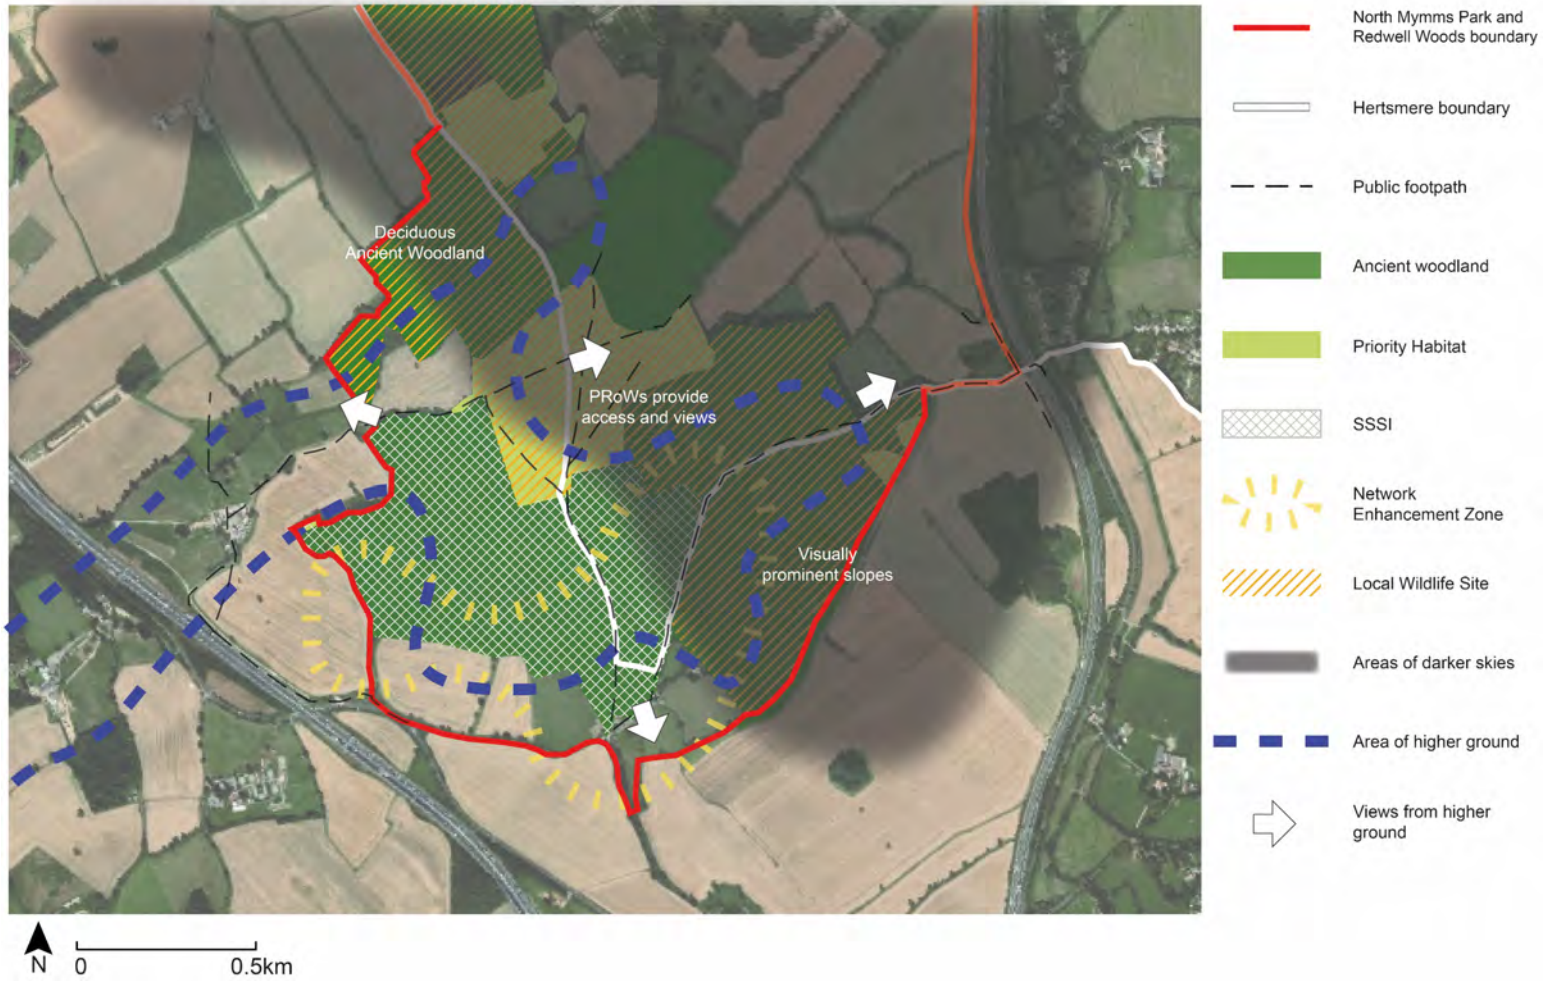 Deciduous
Ancient Woodland
PRoWs provide
access and views
Visually
prominent slopes
N
0
0.5km
North Mymms Park and
Redwell Woods boundary
Hertsmere boundary
Public footpath
Ancient woodland
Priority Habitat
SSSI
Network
Enhancement Zone
Local Wildlife Site
Areas of darker skies
Area of higher ground
Views from higher
ground